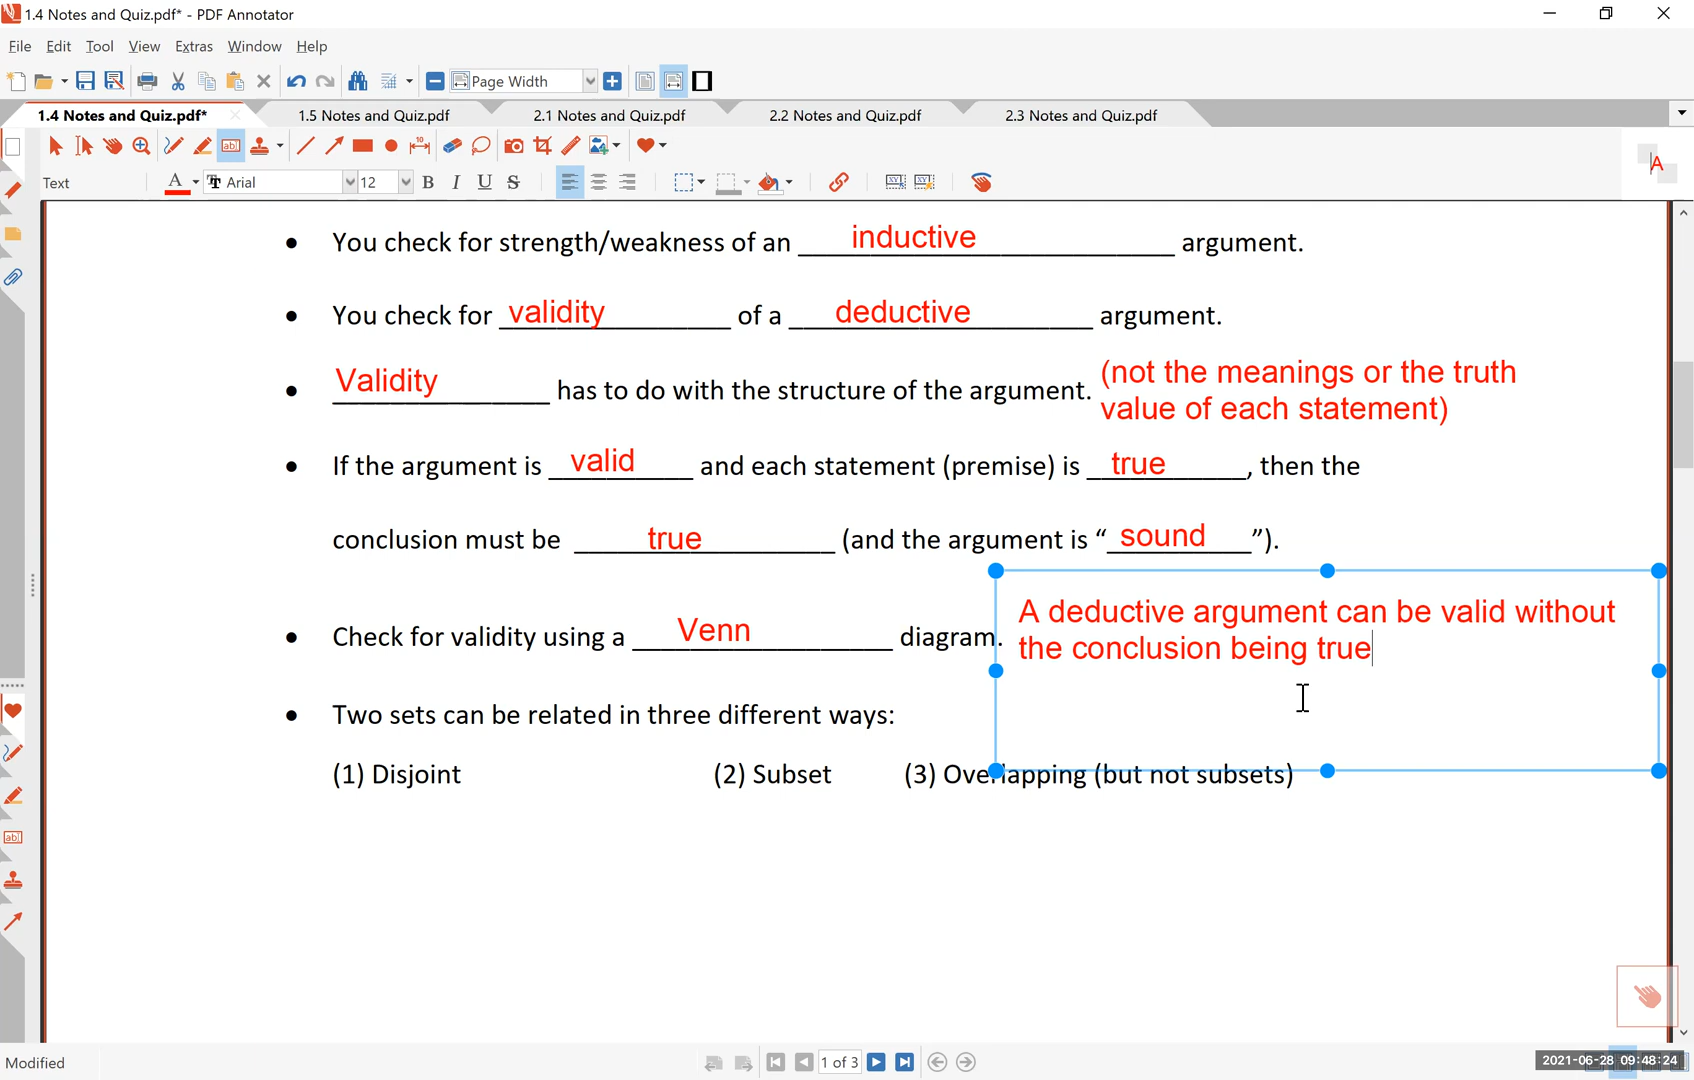 1.4 Notes and Quiz.pdf* - PDF Annotator
File Edit Tool View Extras Window Help
Page Width
1.4 Notes and Quiz.pdf* 1.5 Notes and Quiz.pdf 2.1 Notes and Quiz.pdf 2.2 Notes and Quiz.pdf 2.3 Notes and Quiz.pdf
Text A Arial 12 B I U S
• You check for strength/weakness of an inductive argument.
• You check for validity of a deductive argument.
• Validity has to do with the structure of the argument. (not the meanings or the truth
value of each statement)
• If the argument is valid and each statement (premise) is true, then the
conclusion must be true (and the argument is “sound”).
A deductive argument can be valid without
the conclusion being true
• Check for validity using a Venn diagram.
• Two sets can be related in three different ways:
(1) Disjoint (2) Subset (3) Overlapping (but not subsets)
Modified 1 of 3 2021-06-28 09:48:24